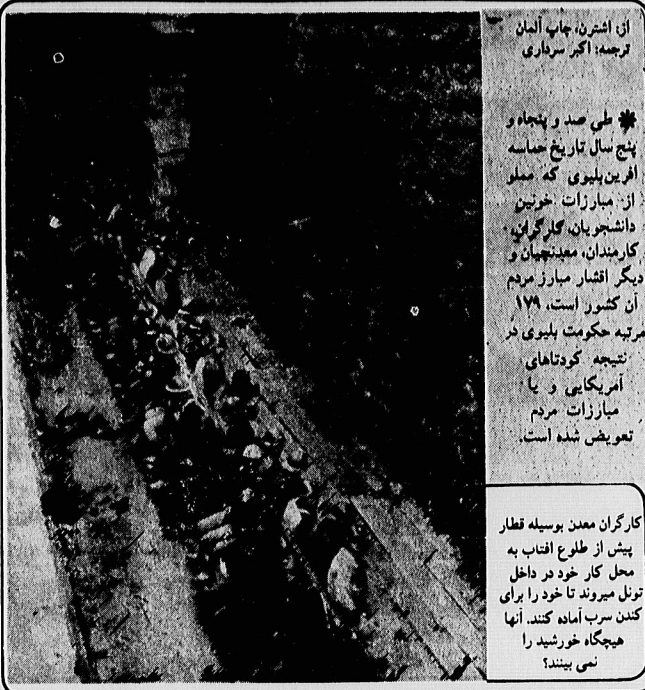 از: اشترن، چاپ آلمان
ترجمه: اکبر سرداری
✱ طی صد و پنجاه و
پنج سال تاریخ حماسه
آفرین بلیوی که مملو
از مبارزات خونین
دانشجویان، کارگران،
کارمندان، معدنچیان و
دیگر اقشار مبارز مردم
آن کشور است، ۱۷۹
مرتبه حکومت بلیوی در
نتیجه کودتاهای
آمریکایی و یا
مبارزات مردم
تعویض شده است.
کارگران معدن بوسیله قطار
پیش از طلوع افتاب به
محل کار خود در داخل
تونل میروند تا خود را برای
کندن سرب آماده کنند. آنها
هیچگاه خورشید را
نمی بینند؟